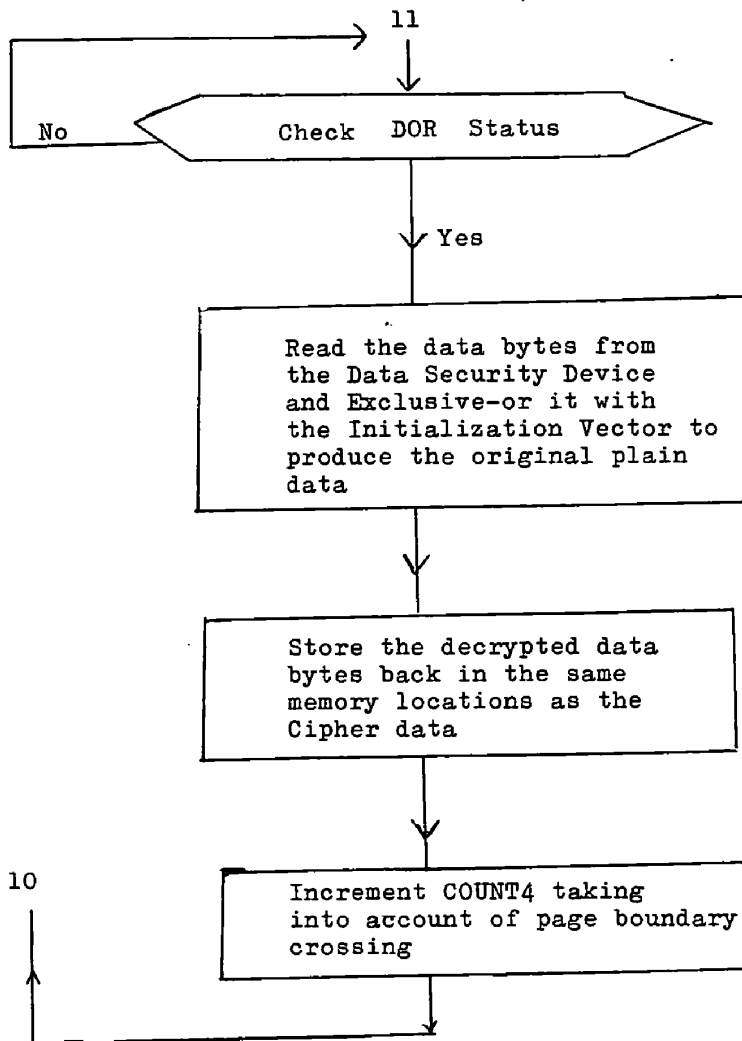 11
No
Check DOR Status
Yes
Read the data bytes from
the Data Security Device
and Exclusive-or it with
the Initialization Vector to
produce the original plain
data
Store the decrypted data
bytes back in the same
memory locations as the
Cipher data
10
Increment COUNT4 taking
into account of page boundary
crossing